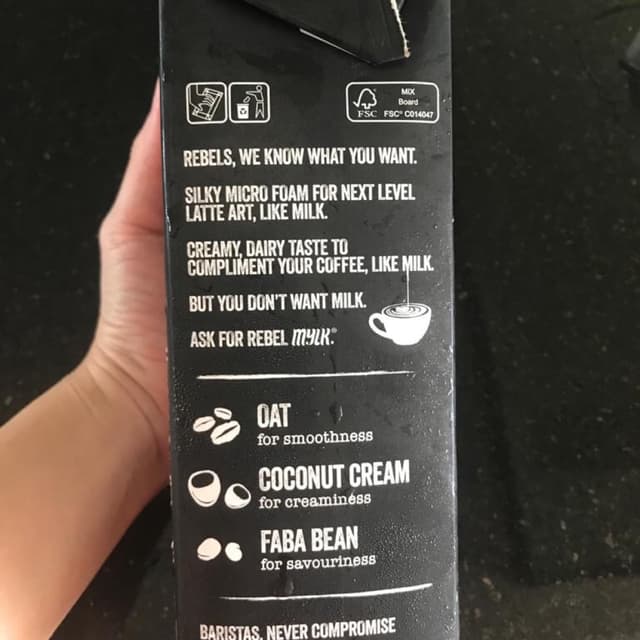 MIX
Board
FSC FSC® C014047
REBELS, WE KNOW WHAT YOU WANT.
SILKY MICRO FOAM FOR NEXT LEVEL
LATTE ART, LIKE MILK.
CREAMY, DAIRY TASTE TO
COMPLIMENT YOUR COFFEE, LIKE MILK.
BUT YOU DON'T WANT MILK.
ASK FOR REBEL MYLK.®
OAT
for smoothness
COCONUT CREAM
for creaminess
FABA BEAN
for savouriness
BARISTAS, NEVER COMPROMISE